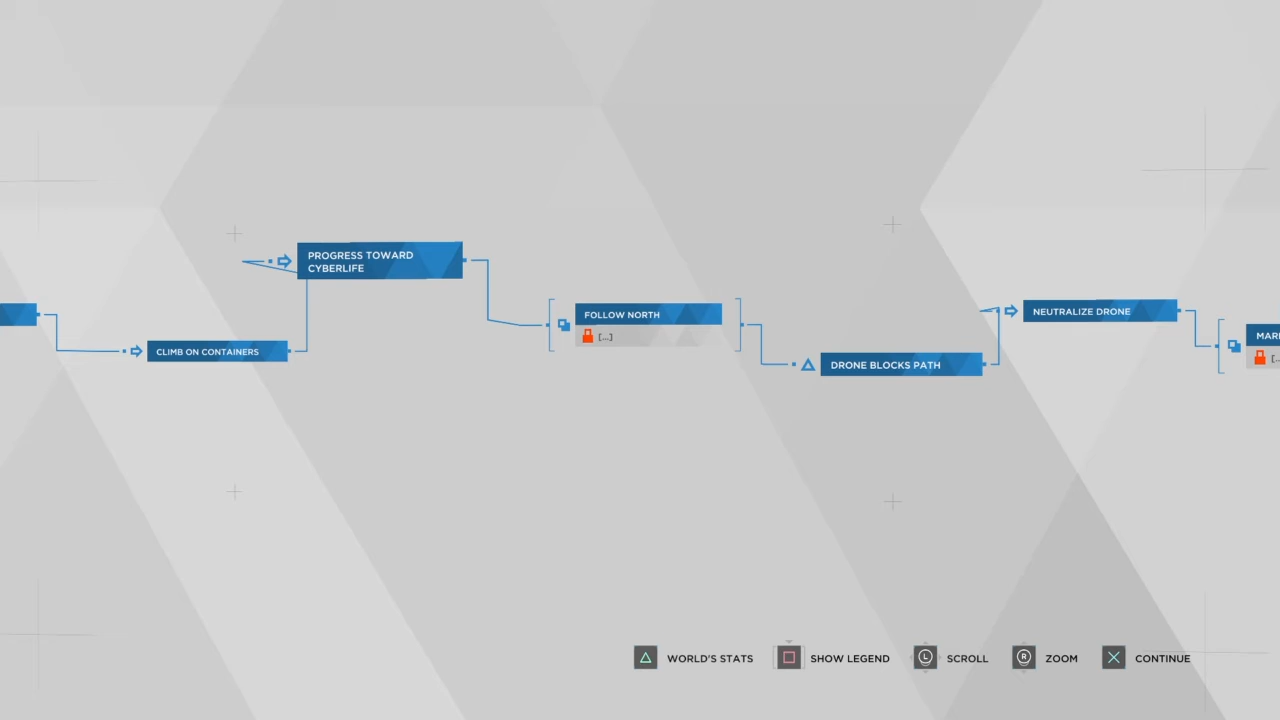 PROGRESS TOWARD
CYBERLIFE
CLIMB ON CONTAINERS
FOLLOW NORTH
[...]
DRONE BLOCKS PATH
NEUTRALIZE DRONE
WORLD'S STATS
SHOW LEGEND
L
SCROLL
R
ZOOM
CONTINUE